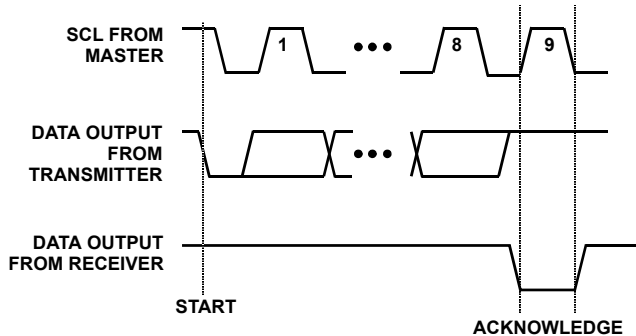 SCL FROM
MASTER
1
8
9
DATA OUTPUT
FROM
TRANSMITTER
DATA OUTPUT
FROM RECEIVER
START
ACKNOWLEDGE